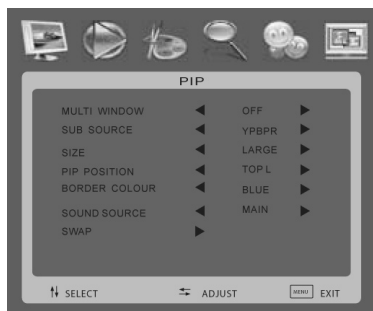 PIP
MULTI WINDOW OFF
SUB SOURCE YPBPR
SIZE LARGE
PIP POSITION TOP L
BORDER COLOUR BLUE
SOUND SOURCE MAIN
SWAP
SELECT ADJUST MENU EXIT